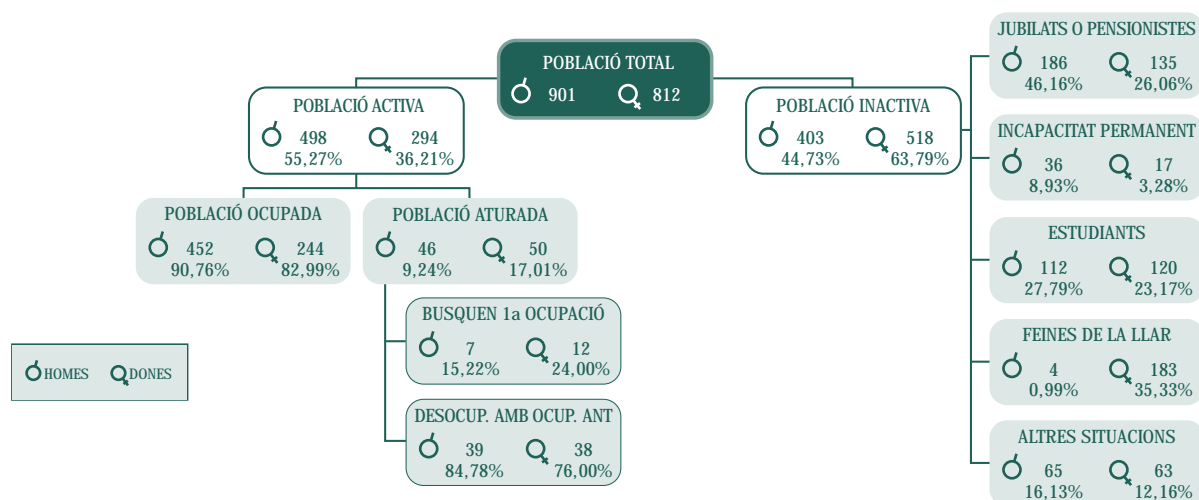 POBLACIÓ TOTAL
901 812
POBLACIÓ ACTIVA
498 294
55,27% 36,21%
POBLACIÓ INACTIVA
403 518
44,73% 63,79%
POBLACIÓ OCUPADA
452 244
90,76% 82,99%
POBLACIÓ ATURADA
46 50
9,24% 17,01%
BUSQUEN 1a OCUPACIÓ
7 12
15,22% 24,00%
DESOCUP. AMB OCUP. ANT
39 38
84,78% 76,00%
JUBILATS O PENSIONISTES
186 135
46,16% 26,06%
INCAPACITAT PERMANENT
36 17
8,93% 3,28%
ESTUDIANTS
112 120
27,79% 23,17%
FEINES DE LA LLAR
4 183
0,99% 35,33%
ALTRES SITUACIONS
65 63
16,13% 12,16%
HOMES DONES